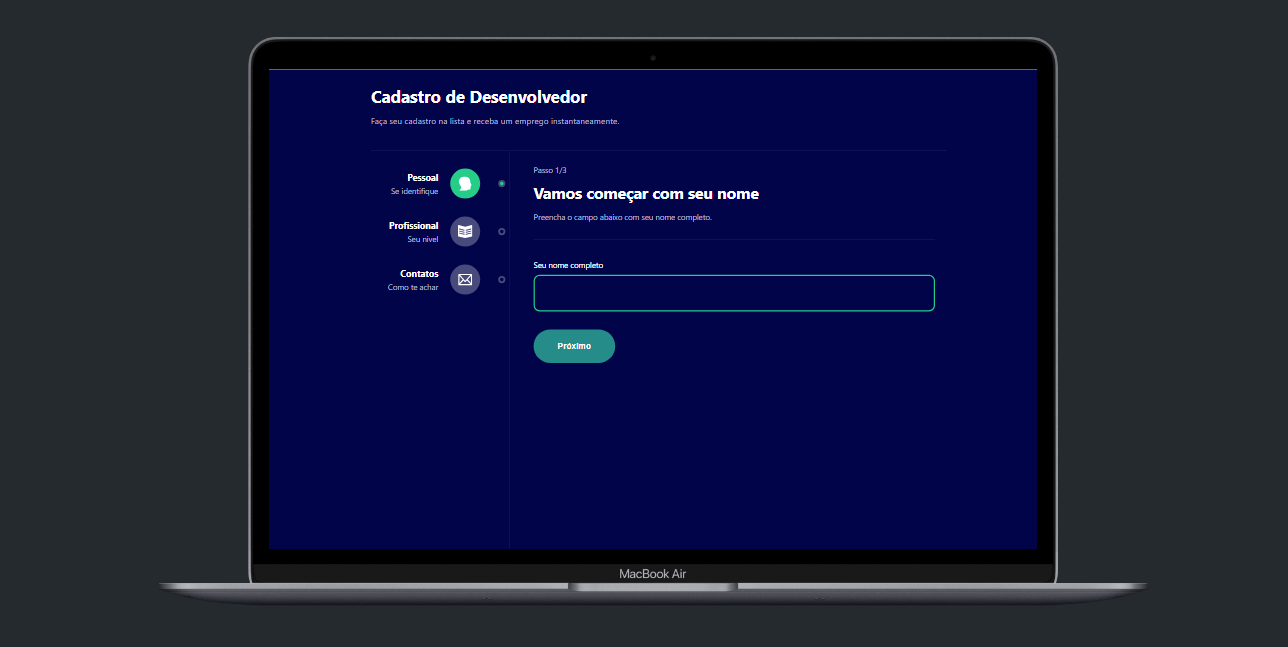 Cadastro de Desenvolvedor
Faça seu cadastro na lista e receba um emprego instantaneamente.
Pessoal
Se identifique
Profissional
Seu nível
Contatos
Como te achar
Passo 1/3
Vamos começar com seu nome
Preencha o campo abaixo com seu nome completo.
Seu nome completo
Próximo
MacBook Air